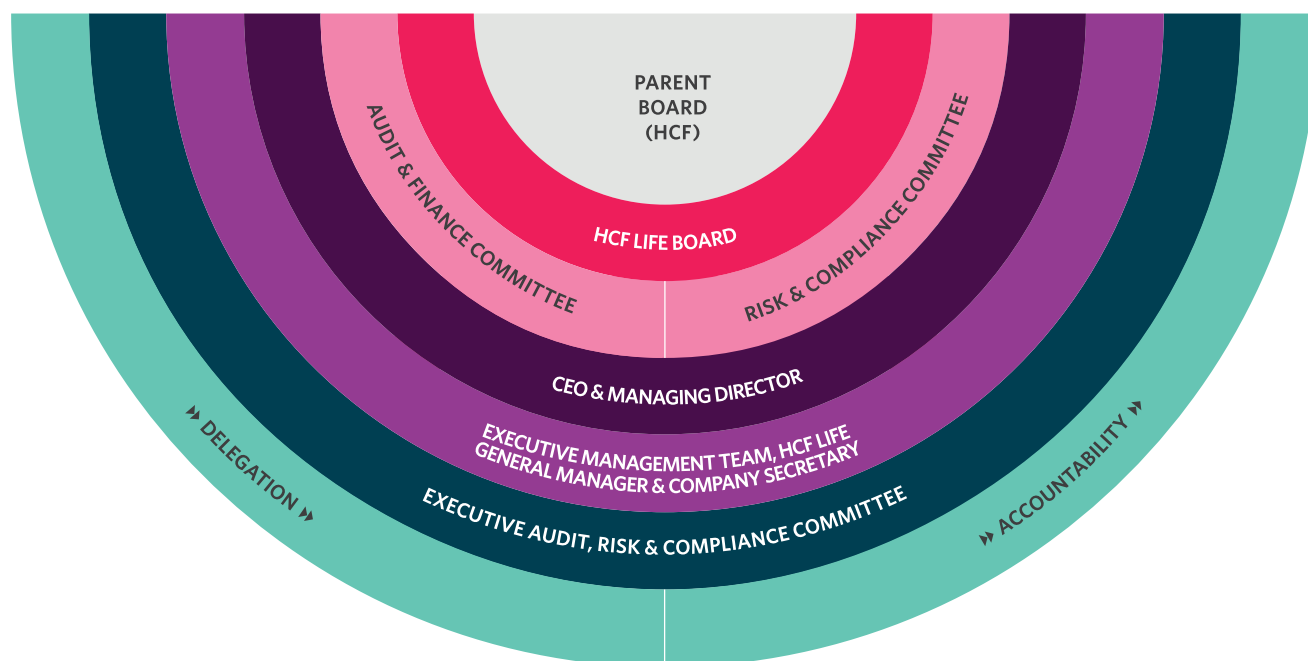 PARENT
BOARD
(HCF)
HCF LIFE BOARD
AUDIT & FINANCE COMMITTEE
RISK & COMPLIANCE COMMITTEE
CEO & MANAGING DIRECTOR
EXECUTIVE MANAGEMENT TEAM, HCF LIFE
GENERAL MANAGER & COMPANY SECRETARY
EXECUTIVE AUDIT, RISK & COMPLIANCE COMMITTEE
DELEGATION
ACCOUNTABILITY